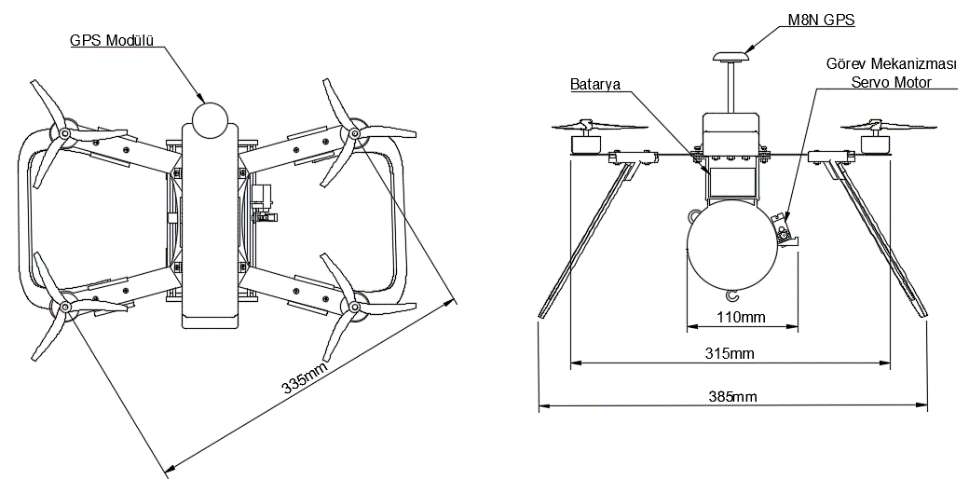 GPS Modülü
335mm
M8N GPS
Görev Mekanizması
Servo Motor
Batarya
110mm
315mm
385mm